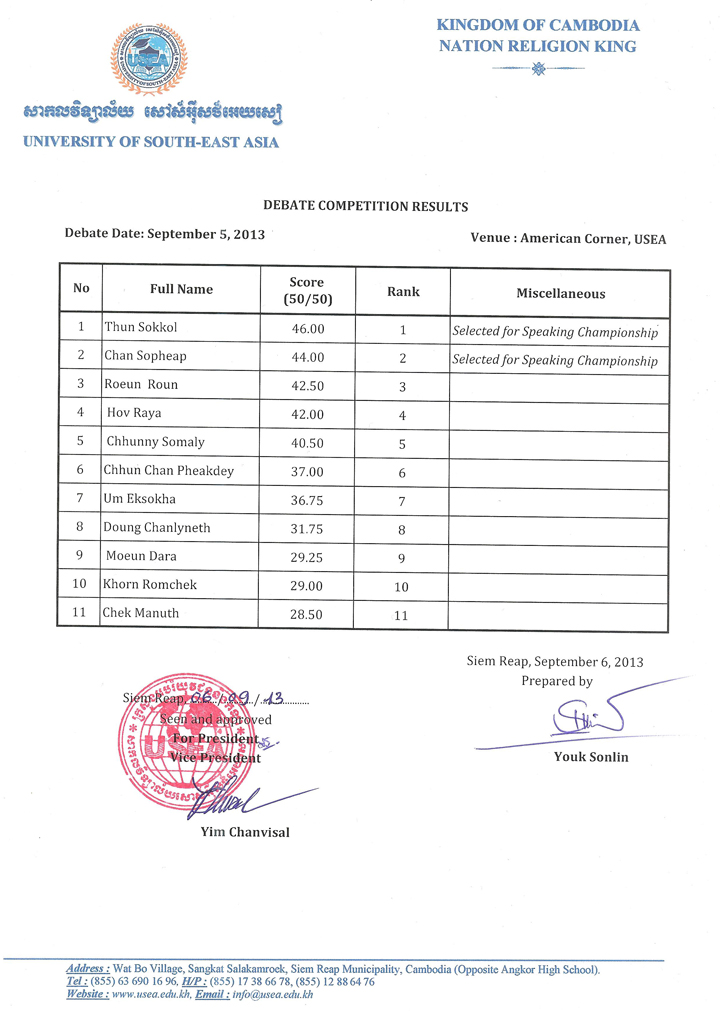 KINGDOM OF CAMBODIA
NATION RELIGION KING
USEA
UNIVERSITY OF SOUTH-EAST ASIA
សាកលវិទ្យាល័យ សៅស៍អ៊ីសថ៍អេយសៀ
UNIVERSITY OF SOUTH-EAST ASIA
DEBATE COMPETITION RESULTS
Debate Date: September 5, 2013
Venue : American Corner, USEA
No Full Name Score (50/50) Rank Miscellaneous
1 Thun Sokkol 46.00 1 Selected for Speaking Championship
2 Chan Sopheap 44.00 2 Selected for Speaking Championship
3 Roeun Roun 42.50 3
4 Hov Raya 42.00 4
5 Chhunny Somaly 40.50 5
6 Chhun Chan Pheakdey 37.00 6
7 Um Eksokha 36.75 7
8 Doung Chanlyneth 31.75 8
9 Moeun Dara 29.25 9
10 Khorn Romchek 29.00 10
11 Chek Manuth 28.50 11
Siem Reap, September 6, 2013
Prepared by
Youk Sonlin
Siem Reap, 06/09/13
Seen and approved
For President
Vice President
USEA
Yim Chanvisal
Address : Wat Bo Village, Sangkat Salakamroek, Siem Reap Municipality, Cambodia (Opposite Angkor High School).
Tel : (855) 63 690 16 96, H/P : (855) 17 38 66 78, (855) 12 88 64 76
Website : www.usea.edu.kh, Email : info@usea.edu.kh